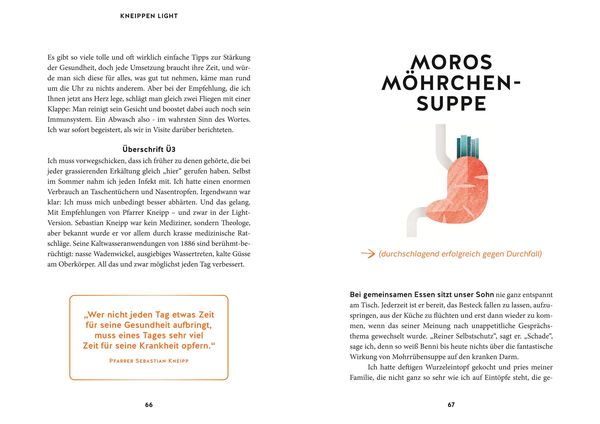 KNEIPPEN LIGHT
Es gibt so viele tolle und oft wirklich einfache Tipps zur Stärkung
der Gesundheit, doch jede Umsetzung braucht ihre Zeit, und wür-
de man sich diese für alles, was gut tut nehmen, käme man rund
um die Uhr zu nichts anderem. Aber bei der Empfehlung, die ich
Ihnen jetzt ans Herz lege, schlägt man gleich zwei Fliegen mit einer
Klappe: Man reinigt sein Gesicht und boostet dabei auch noch sein
Immunsystem. Ein Abwasch also - im wahrsten Sinn des Wortes.
Ich war sofort begeistert, als wir in Visite darüber berichteten.
Überschrift Ü3
Ich muss vorwegschicken, dass ich früher zu denen gehörte, die bei
jeder grassierenden Erkältung gleich „hier" gerufen haben. Selbst
im Sommer nahm ich jeden Infekt mit. Ich hatte einen enormen
Verbrauch an Taschentüchern und Nasentropfen. Irgendwann war
klar: Ich muss mich unbedingt besser abhärten. Und das gelang.
Mit Empfehlungen von Pfarrer Kneipp – und zwar in der Light-
Version. Sebastian Kneipp war kein Mediziner, sondern Theologe,
aber bekannt wurde er vor allem durch krasse medizinische Rat-
schläge. Seine Kaltwasseranwendungen von 1886 sind berühmt-be-
rüchtigt: nasse Wadenwickel, ausgiebiges Wassertreten, kalte Güsse
am Oberkörper. All das und zwar möglichst jeden Tag verbessert.
„Wer nicht jeden Tag etwas Zeit
für seine Gesundheit aufbringt,
muss eines Tages sehr viel
Zeit für seine Krankheit opfern."
PFARRER SEBASTIAN KNEIPP
66
MOROS
MÖHRCHEN-
SUPPE
(durchschlagend erfolgreich gegen Durchfall)
Bei gemeinsamen Essen sitzt unser Sohn nie ganz entspannt
am Tisch. Jederzeit ist er bereit, das Besteck fallen zu lassen, aufzu-
springen, aus der Küche zu flüchten und erst dann wieder zu kom-
men, wenn das seiner Meinung nach unappetitliche Gesprächs-
thema gewechselt wurde. „Reiner Selbstschutz", sagt er. „Schade",
sage ich, denn so weiß Benni bis heute nichts über die fantastische
Wirkung von Mohrrübensuppe auf den kranken Darm.
Ich hatte deftigen Wurzeleintopf gekocht und pries meiner
Familie, die nicht ganz so sehr wie ich auf Eintöpfe steht, die ge-
67